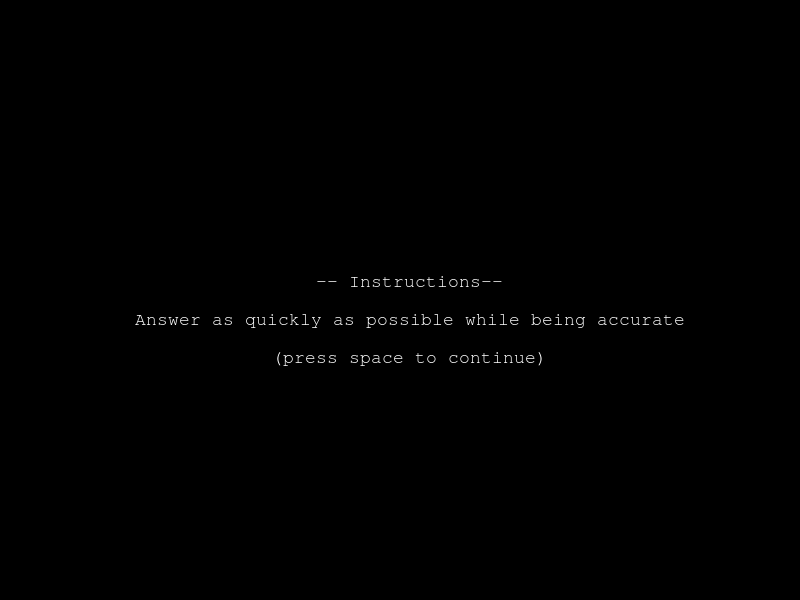 -- Instructions--
Answer as quickly as possible while being accurate
(press space to continue)